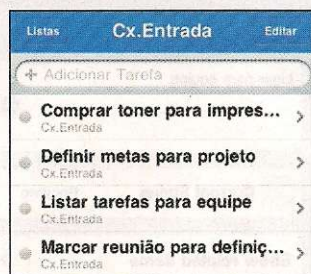 Listas Cx.Entrada Editar
+ Adicionar Tarefa
Comprar toner para impres...
Cx.Entrada
Definir metas para projeto
Cx.Entrada
Listar tarefas para equipe
Cx.Entrada
Marcar reunião para definiç...
Cx.Entrada